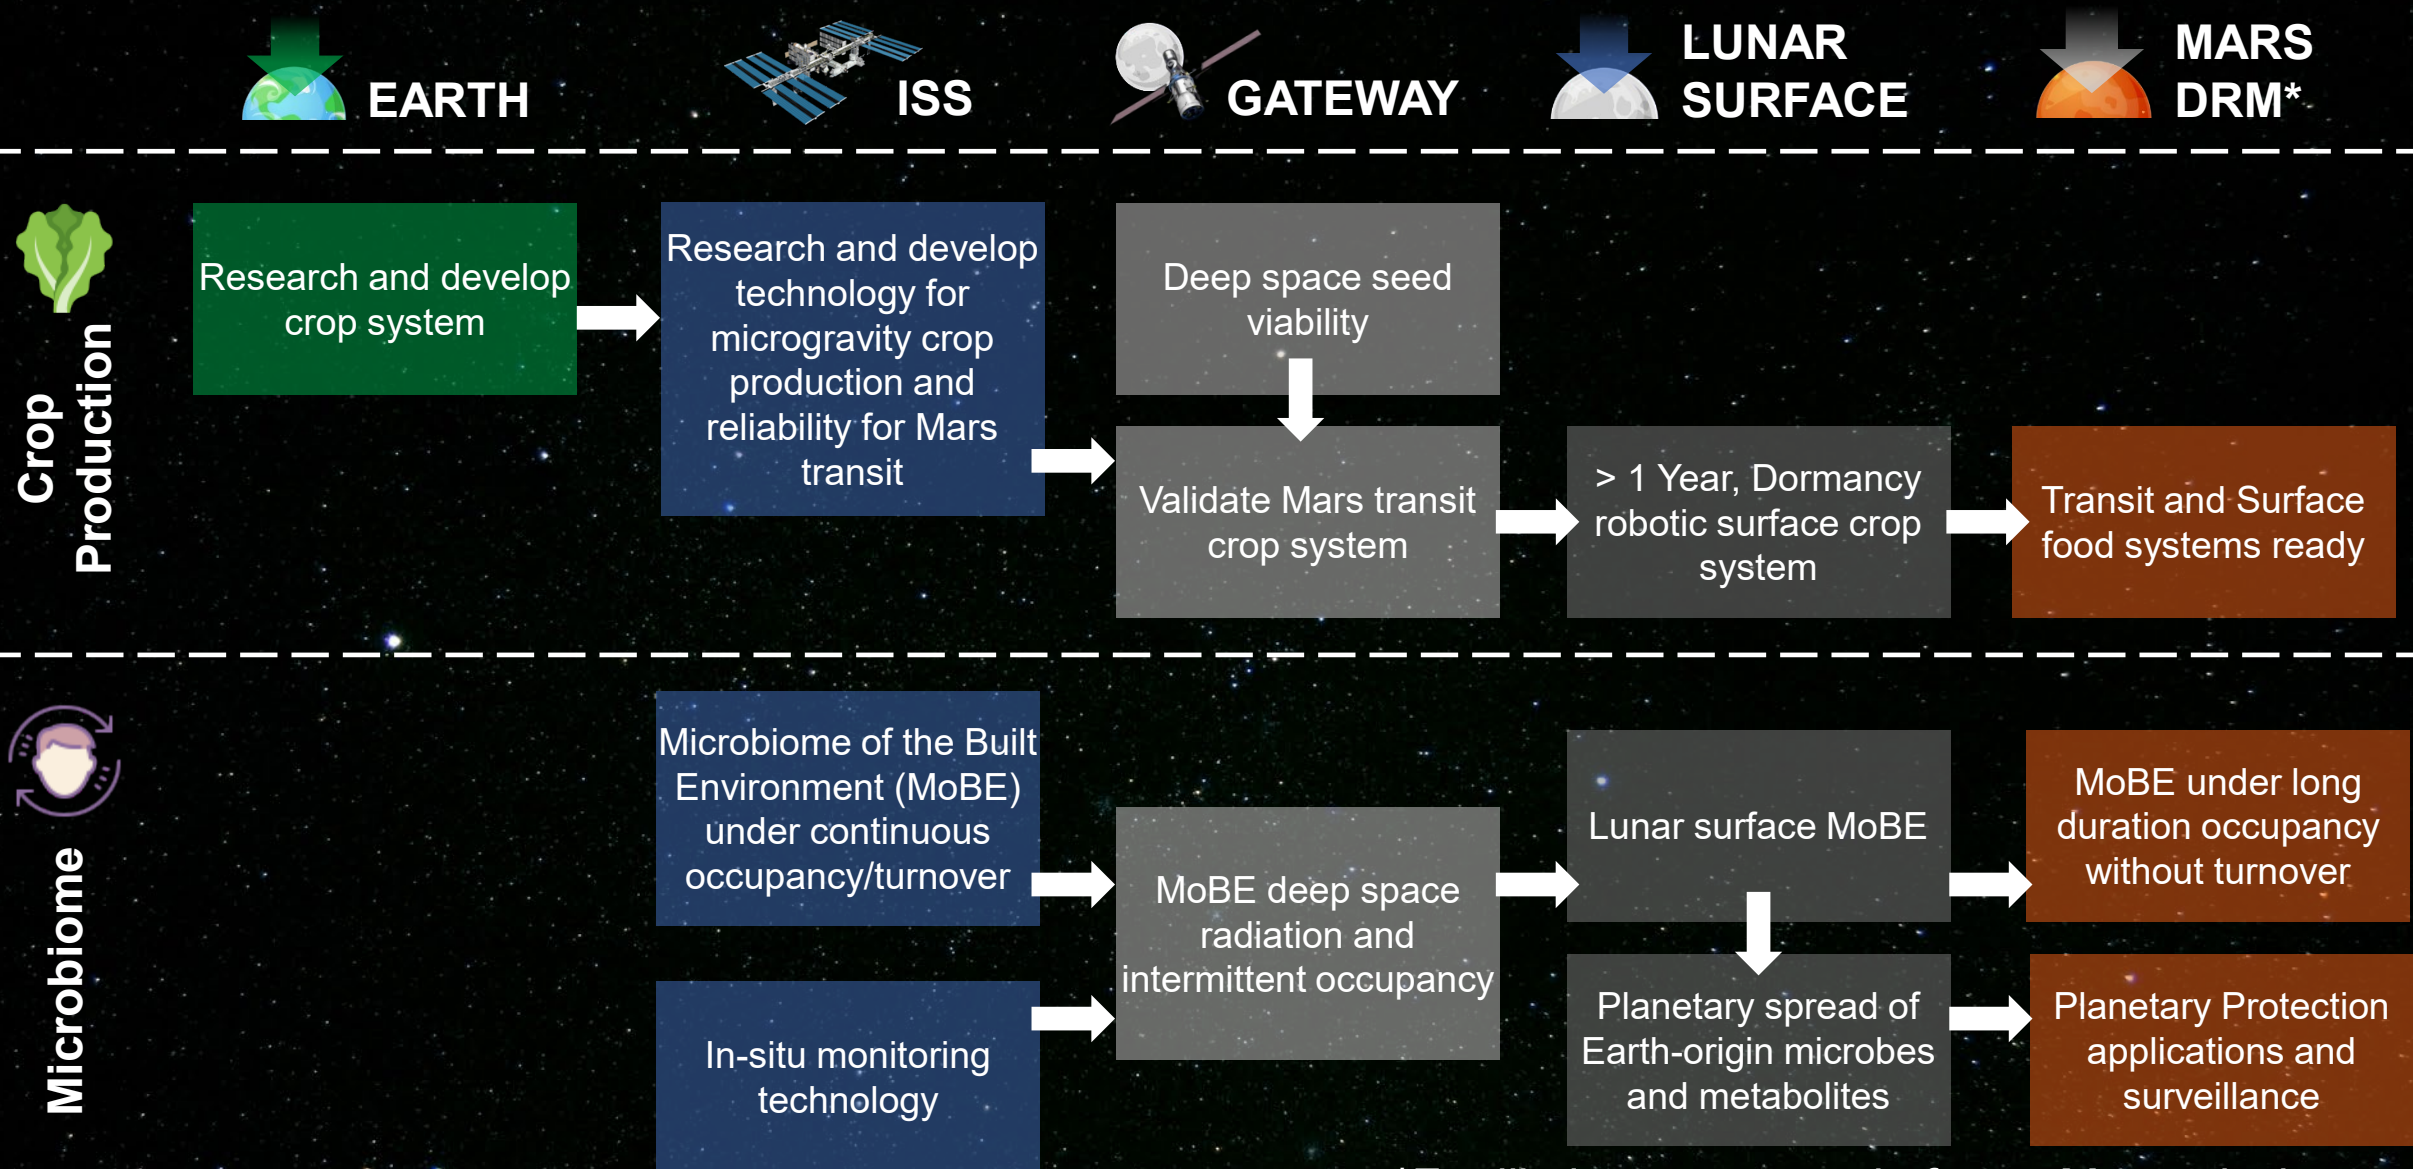 EARTH
ISS
GATEWAY
LUNAR
SURFACE
MARS
DRM*
Crop
Production
Research and develop
crop system
Research and develop
technology for
microgravity crop
production and
reliability for Mars
transit
Deep space seed
viability
Validate Mars transit
crop system
> 1 Year, Dormancy
robotic surface crop
system
Transit and Surface
food systems ready
Microbiome
Microbiome of the Built
Environment (MoBE)
under continuous
occupancy/turnover
In-situ monitoring
technology
MoBE deep space
radiation and
intermittent occupancy
Lunar surface MoBE
Planetary spread of
Earth-origin microbes
and metabolites
MoBE under long
duration occupancy
without turnover
Planetary Protection
applications and
surveillance